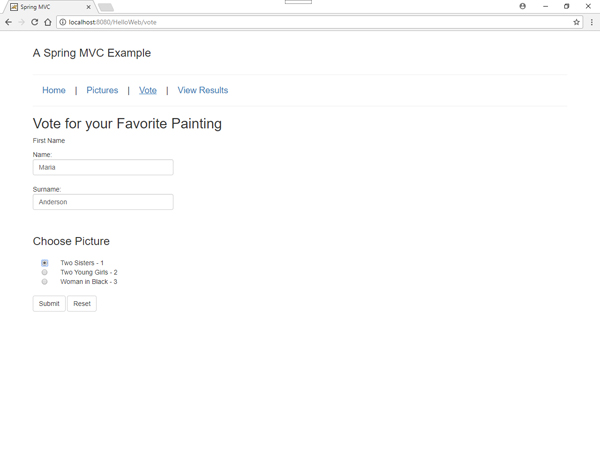 Spring MVC
localhost:8080/HelloWeb/vote
A Spring MVC Example
Home | Pictures | Vote | View Results
Vote for your Favorite Painting
First Name
Name:
Maria
Surname:
Anderson
Choose Picture
Two Sisters - 1
Two Young Girls - 2
Woman in Black - 3
Submit Reset